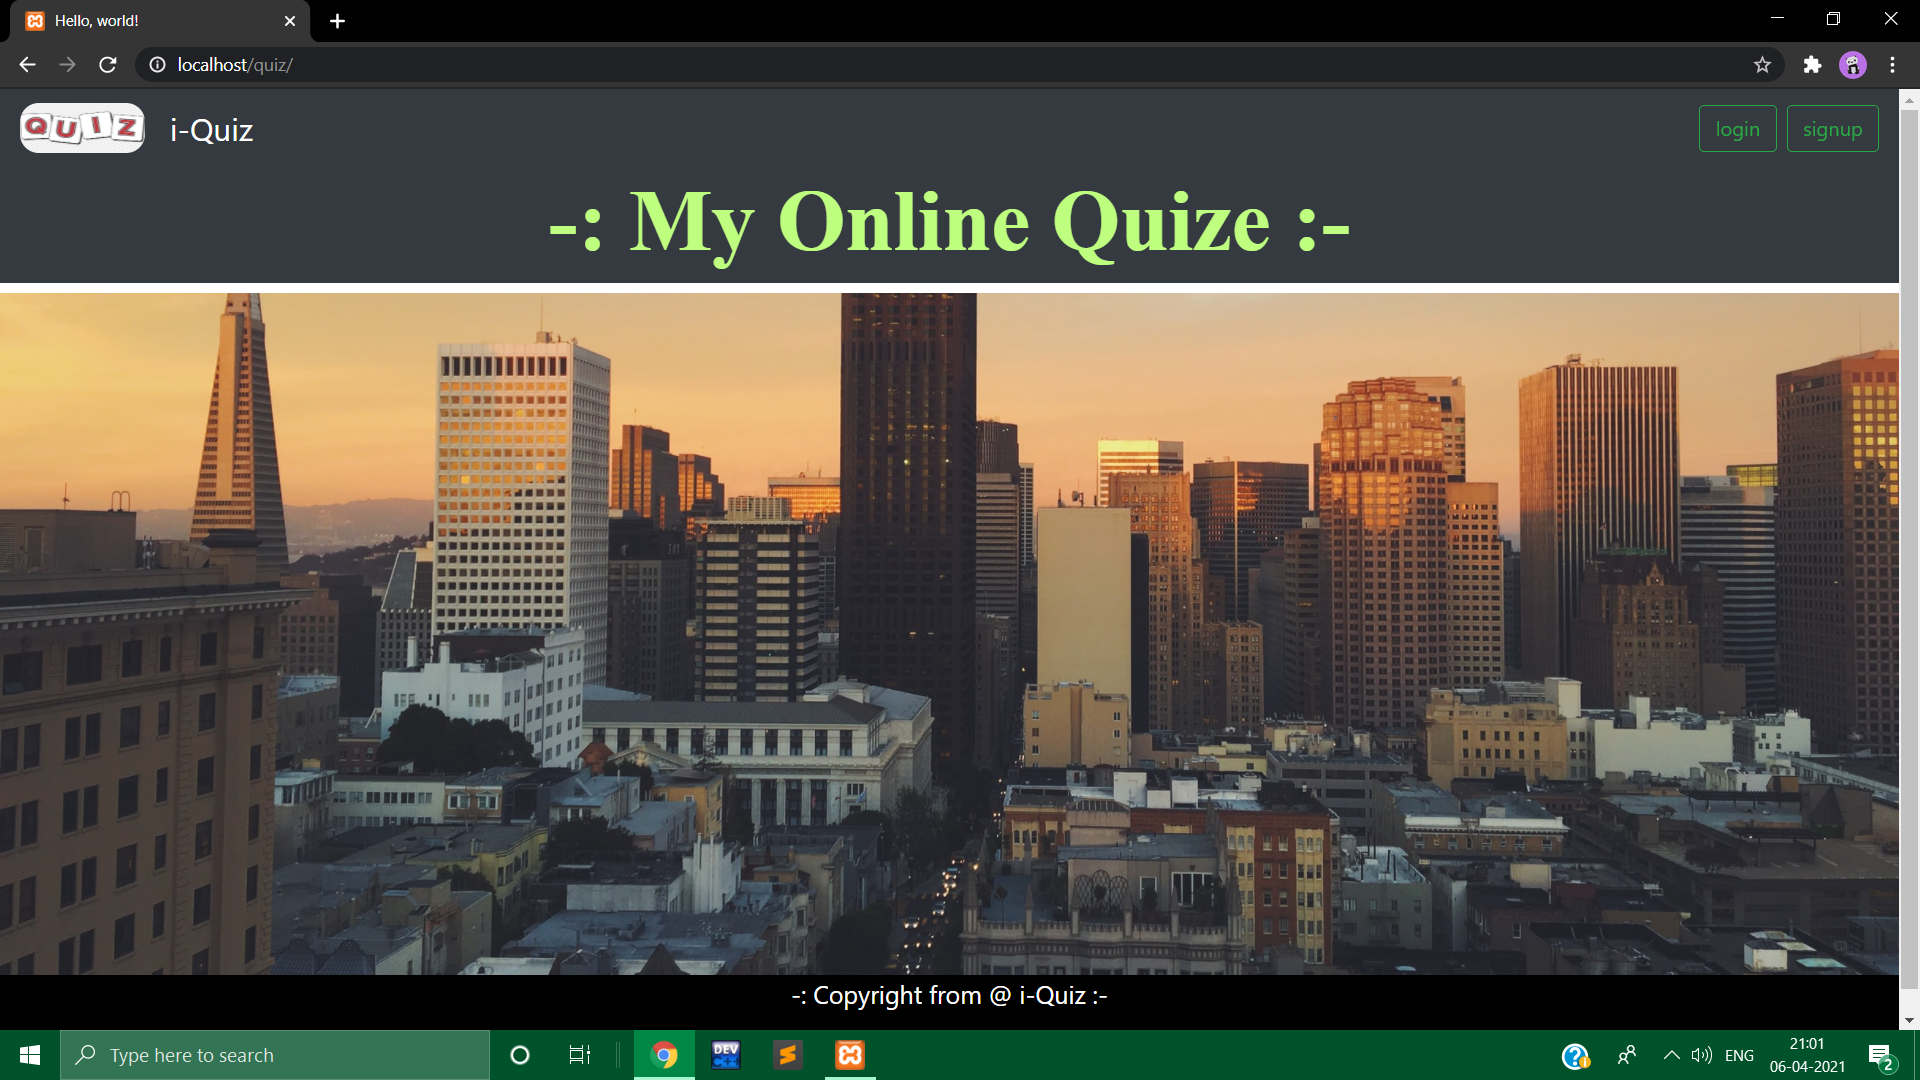 Hello, world!
localhost/quiz/
QUIZ
i-Quiz
login
signup
-: My Online Quize :-
-: Copyright from @ i-Quiz :-
Type here to search
DEV
C++
ENG
21:01
06-04-2021
2